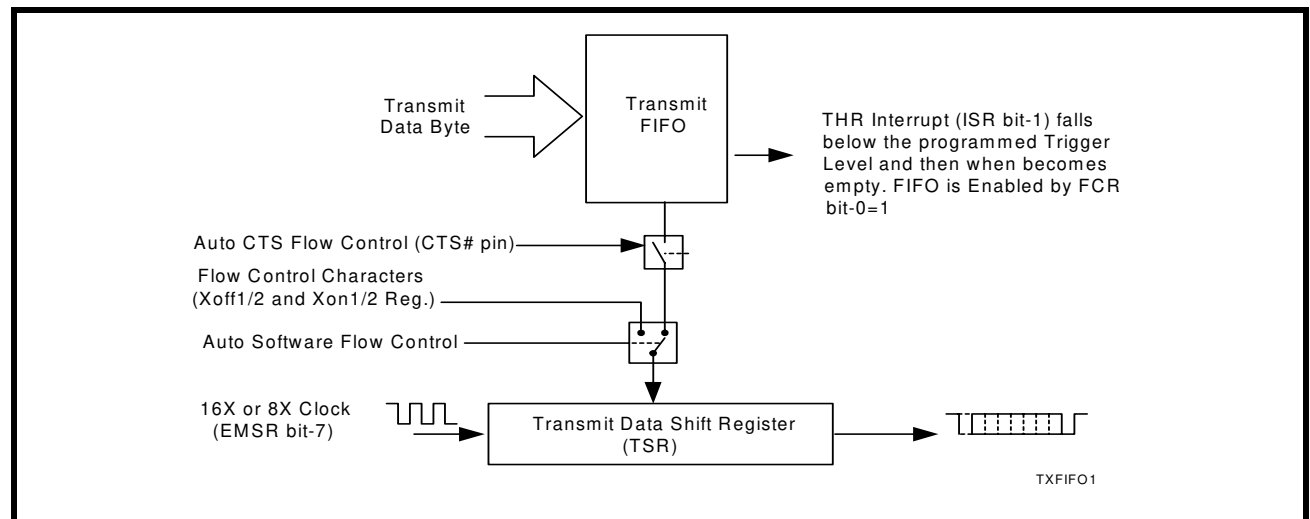 Transmit
Data Byte
Transmit
FIFO
THR Interrupt (ISR bit-1) falls
below the programmed Trigger
Level and then when becomes
empty. FIFO is Enabled by FCR
bit-0=1
Auto CTS Flow Control (CTS# pin)
Flow Control Characters
(Xoff1/2 and Xon1/2 Reg.)
Auto Software Flow Control
16X or 8X Clock
(EMSR bit-7)
Transmit Data Shift Register
(TSR)
TXFIFO1